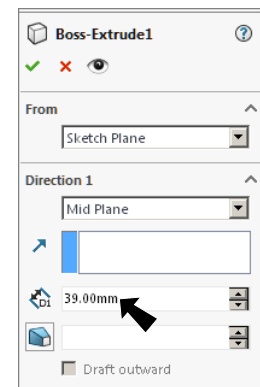 Boss-Extrude1
From
Sketch Plane
Direction 1
Mid Plane
D1
39.00mm
Draft outward